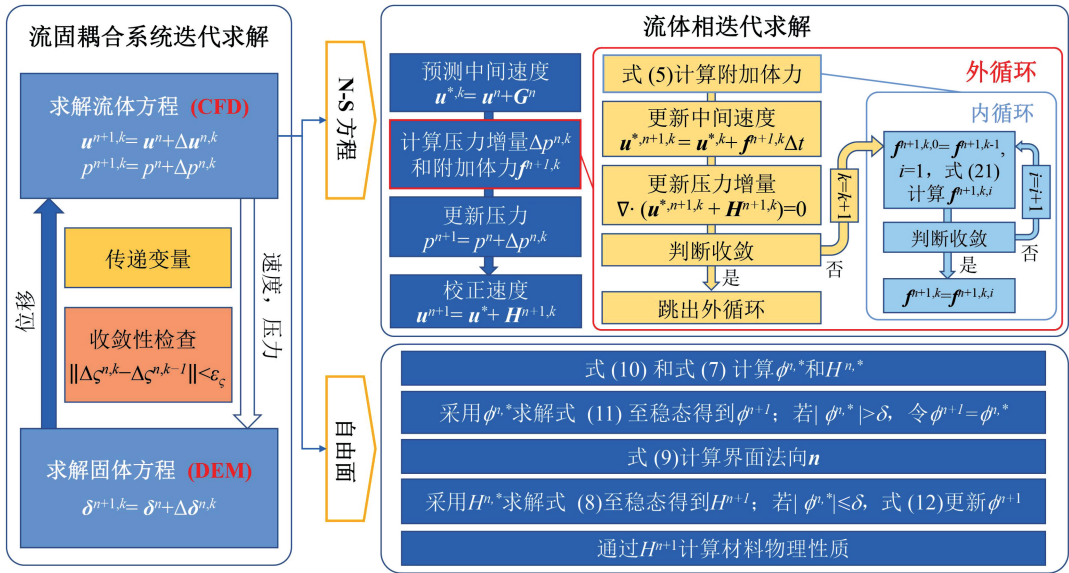 流固耦合系统迭代求解
求解流体方程 (CFD)
uⁿ⁺¹,ᵏ= uⁿ+Δuⁿ,ᵏ
pⁿ⁺¹,ᵏ= pⁿ+Δpⁿ,ᵏ
传递变量
收敛性检查
‖Δςⁿ,ᵏ–Δςⁿ,ᵏ⁻¹‖<ε_ς
位移
速度，压力
求解固体方程 (DEM)
δⁿ⁺¹,ᵏ= δⁿ+Δδⁿ,ᵏ
N-S 方程
自由面
流体相迭代求解
预测中间速度
u*,ᵏ= uⁿ+Gⁿ
计算压力增量Δpⁿ,ᵏ
和附加体力fⁿ⁺¹,ᵏ
更新压力
pⁿ⁺¹= pⁿ+Δpⁿ,ᵏ
校正速度
uⁿ⁺¹= u*+ Hⁿ⁺¹,ᵏ
外循环
式 (5)计算附加体力
更新中间速度
u*,ⁿ⁺¹,ᵏ= u*,ᵏ+ fⁿ⁺¹,ᵏΔt
更新压力增量
∇· (u*,ⁿ⁺¹,ᵏ + Hⁿ⁺¹,ᵏ)=0
判断收敛
是
否
跳出外循环
k=k+1
内循环
fⁿ⁺¹,ᵏ,⁰= fⁿ⁺¹,ᵏ⁻¹,
i=1，式 (21)
计算 fⁿ⁺¹,ᵏ,ⁱ
i=i+1
判断收敛
是
否
fⁿ⁺¹,ᵏ=fⁿ⁺¹,ᵏ,ⁱ
式 (10) 和式 (7) 计算ϕⁿ,*和Hⁿ,*
采用ϕⁿ,*求解式 (11) 至稳态得到ϕⁿ⁺¹；若| ϕⁿ,*|>δ，令ϕⁿ⁺¹=ϕⁿ,*
式 (9)计算界面法向n
采用Hⁿ,*求解式 (8)至稳态得到Hⁿ⁺¹；若| ϕⁿ,*|≤δ，式 (12)更新ϕⁿ⁺¹
通过Hⁿ⁺¹计算材料物理性质